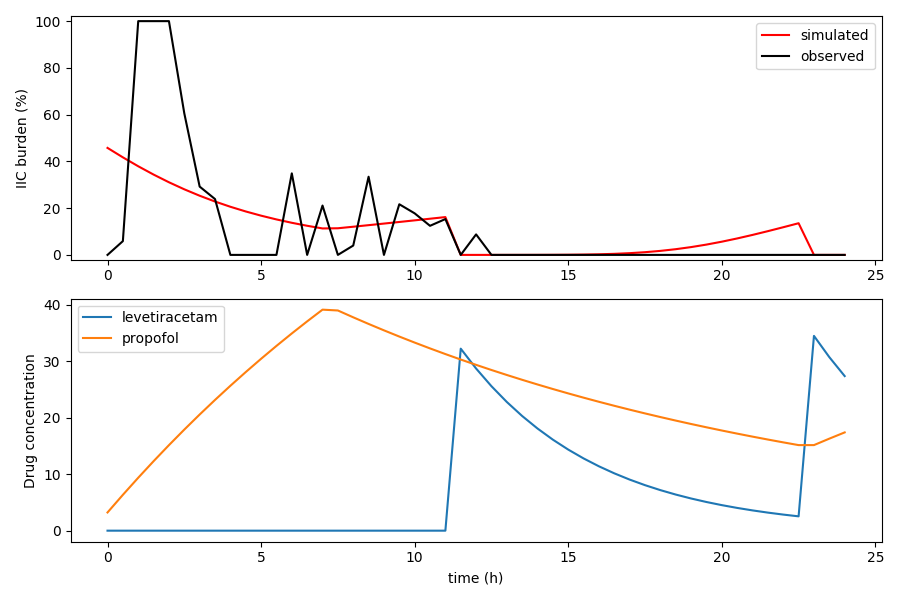 100
80
60
40
20
0
IIC burden (%)
simulated
observed
0 5 10 15 20 25
40
30
20
10
0
Drug concentration
levetiracetam
propofol
0 5 10 15 20 25
time (h)